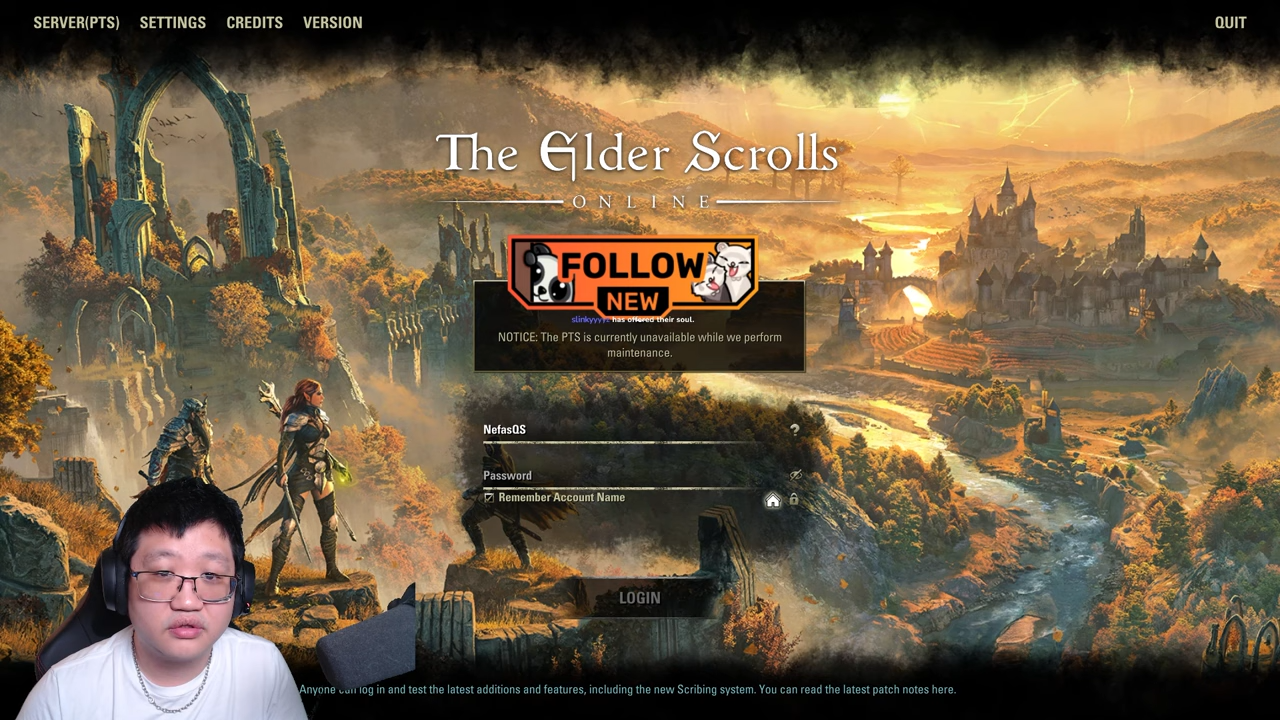 SERVER(PTS) SETTINGS CREDITS VERSION QUIT
The Elder Scrolls
ONLINE
FOLLOW
NEW
has offered their soul.
NOTICE: The PTS is currently unavailable while we perform
maintenance.
NefasQS
?
Password
Remember Account Name
LOGIN
Anyone can log in and test the latest additions and features, including the new Scribing system. You can read the latest patch notes here.